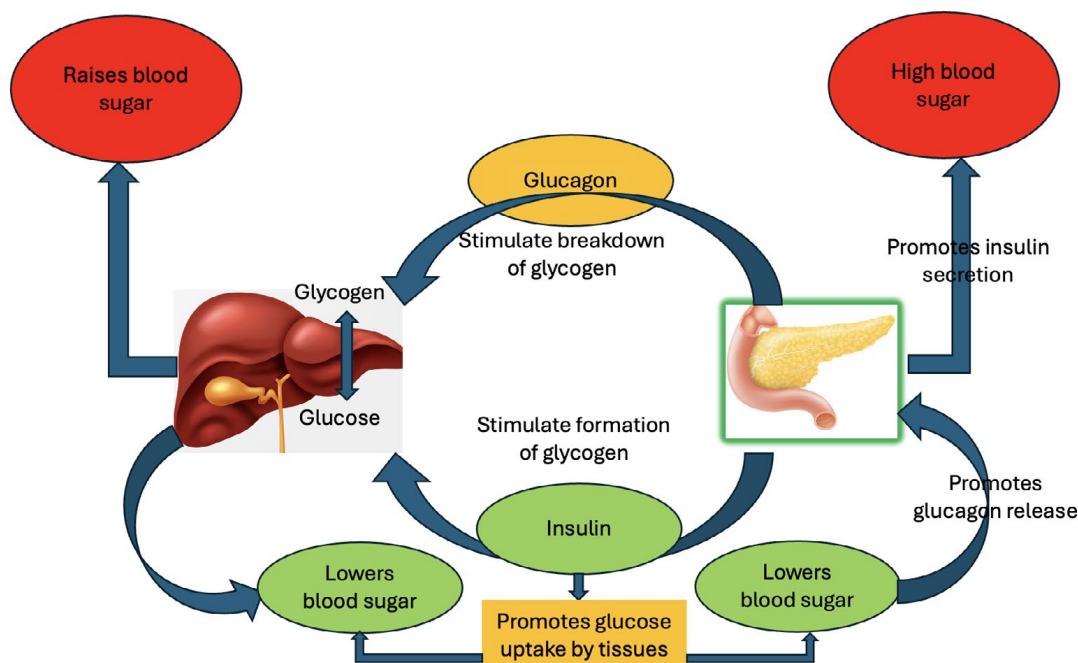 Raises blood
sugar
High blood
sugar
Glucagon
Stimulate breakdown
of glycogen
Promotes insulin
secretion
Glycogen
Glucose
Stimulate formation
of glycogen
Promotes
glucagon release
Insulin
Lowers
blood sugar
Lowers
blood sugar
Promotes glucose
uptake by tissues